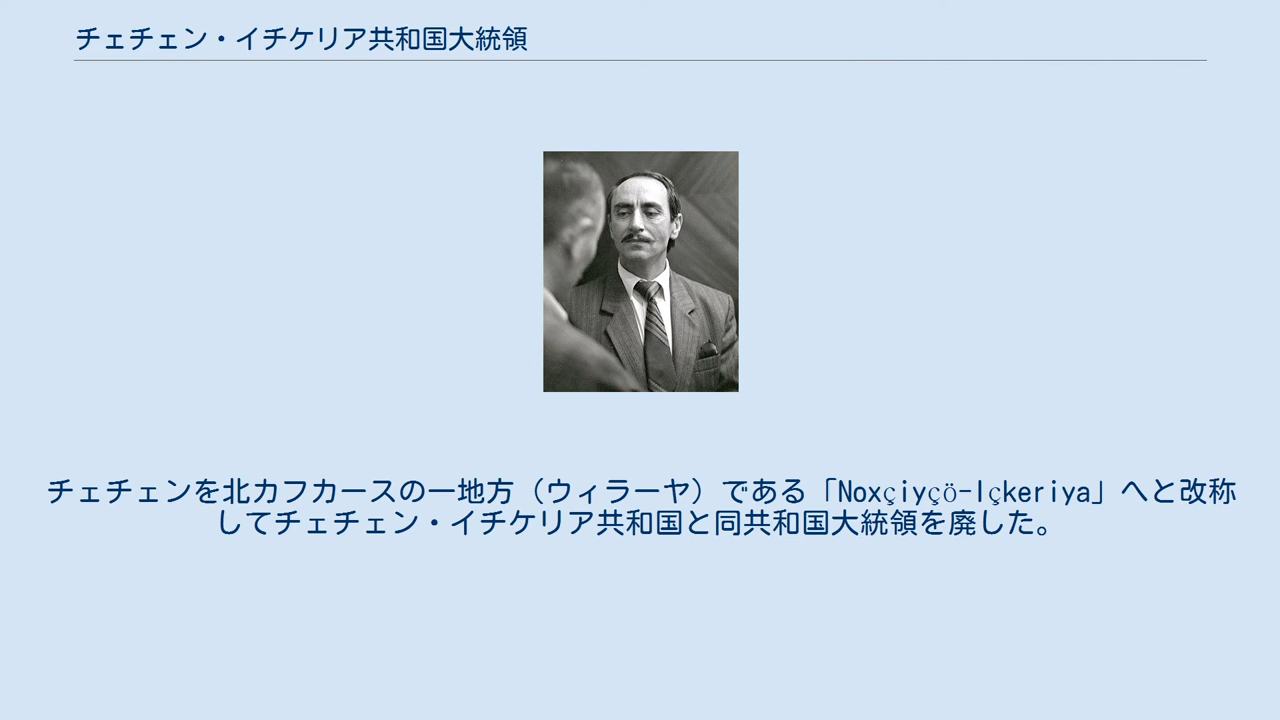 チェチェン・イチケリア共和国大統領
チェチェンを北カフカースの一地方（ウィラーヤ）である「Noxçiyçö-Içkeriya」へと改称
してチェチェン・イチケリア共和国と同共和国大統領を廃した。